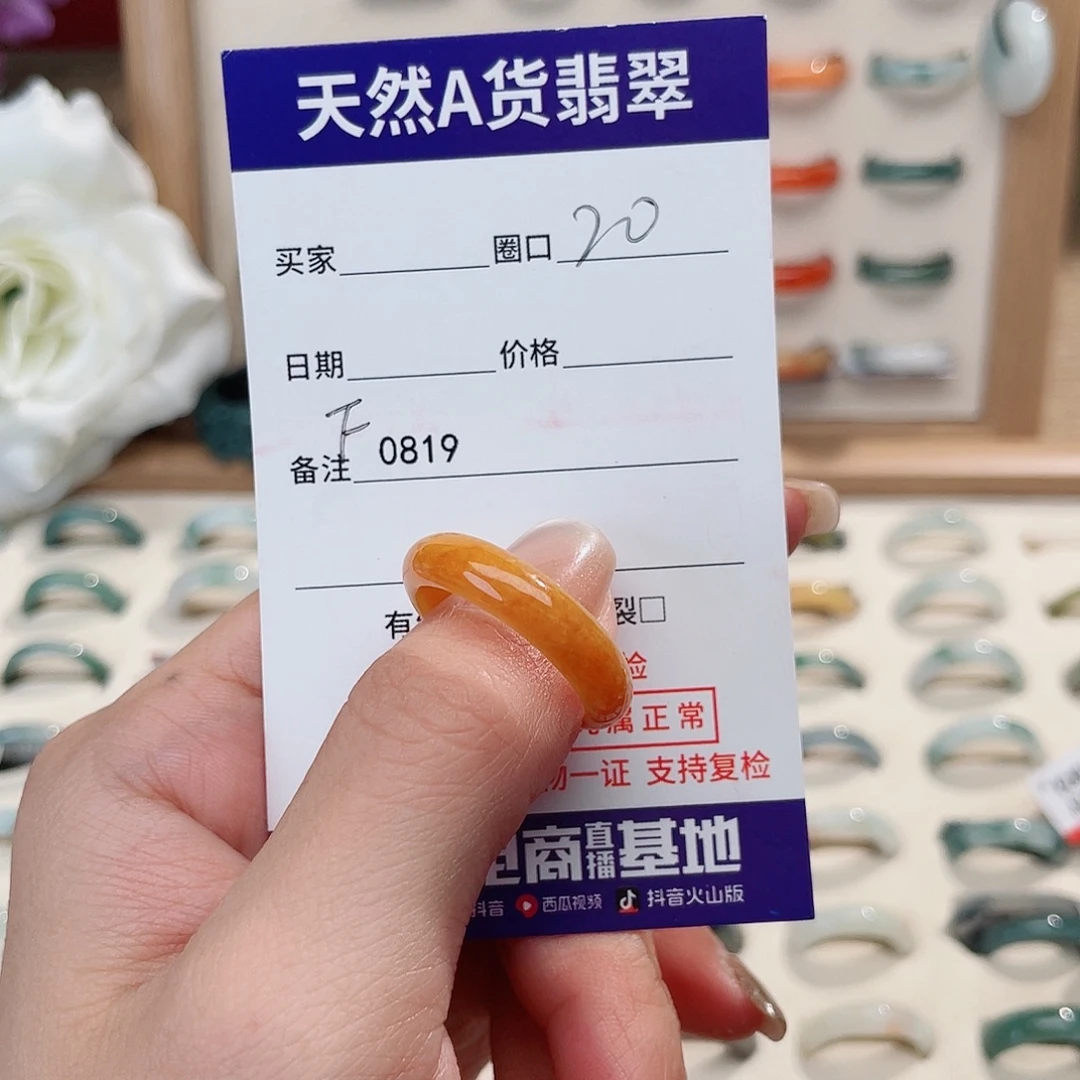 天然A货翡翠
买家 圈口 20
日期 价格
F
备注 0819
有 裂□
检
属正常
一证 支持复检
电商直播基地
抖音 西瓜视频 抖音火山版